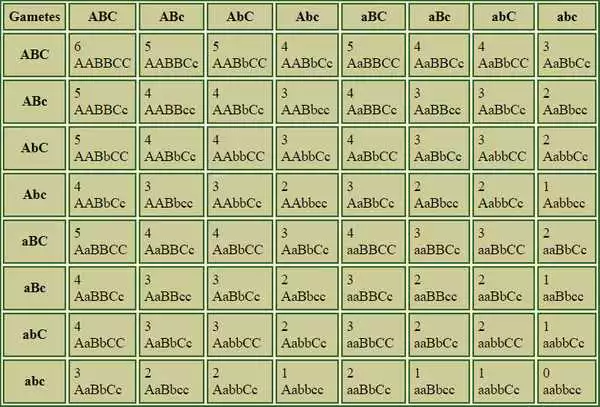 Gametes ABC ABc AbC Abc aBC aBc abC abc
ABC
6 5 5 4 5 4 4 3
AABBCC AABBCc AABbCC AABbCc AaBBCC AaBBCc AaBbCC AaBbCc
ABc
5 4 4 3 4 3 3 2
AABBCc AABBcc AABbCc AABbcc AaBBCc AaBBcc AaBbCc AaBbcc
AbC
5 4 4 3 4 3 3 2
AABbCC AABbCc AAbbCC AAbbCc AaBbCC AaBbCc AabbCC AabbCc
Abc
4 3 3 2 3 2 2 1
AABbCc AABbcc AAbbCc AAbbcc AaBbCc AaBbcc AabbCc Aabbcc
aBC
5 4 4 3 4 3 3 2
AaBBCC AaBBCc AaBbCC AaBbCc aaBBCC aaBBCc aaBbCC aaBbCc
aBc
4 3 3 2 3 2 2 1
AaBBCc AaBBcc AaBbCc AaBbcc aaBBCc aaBBcc aaBbCc aaBbcc
abC
4 3 3 2 3 2 2 1
AaBbCC AaBbCc AabbCC AabbCc aaBbCC aaBbCc aabbCC aabbCc
abc
3 2 2 1 2 1 1 0
AaBbCc AaBbcc AabbCc Aabbcc aaBbCc aaBbcc aabbCc aabbcc